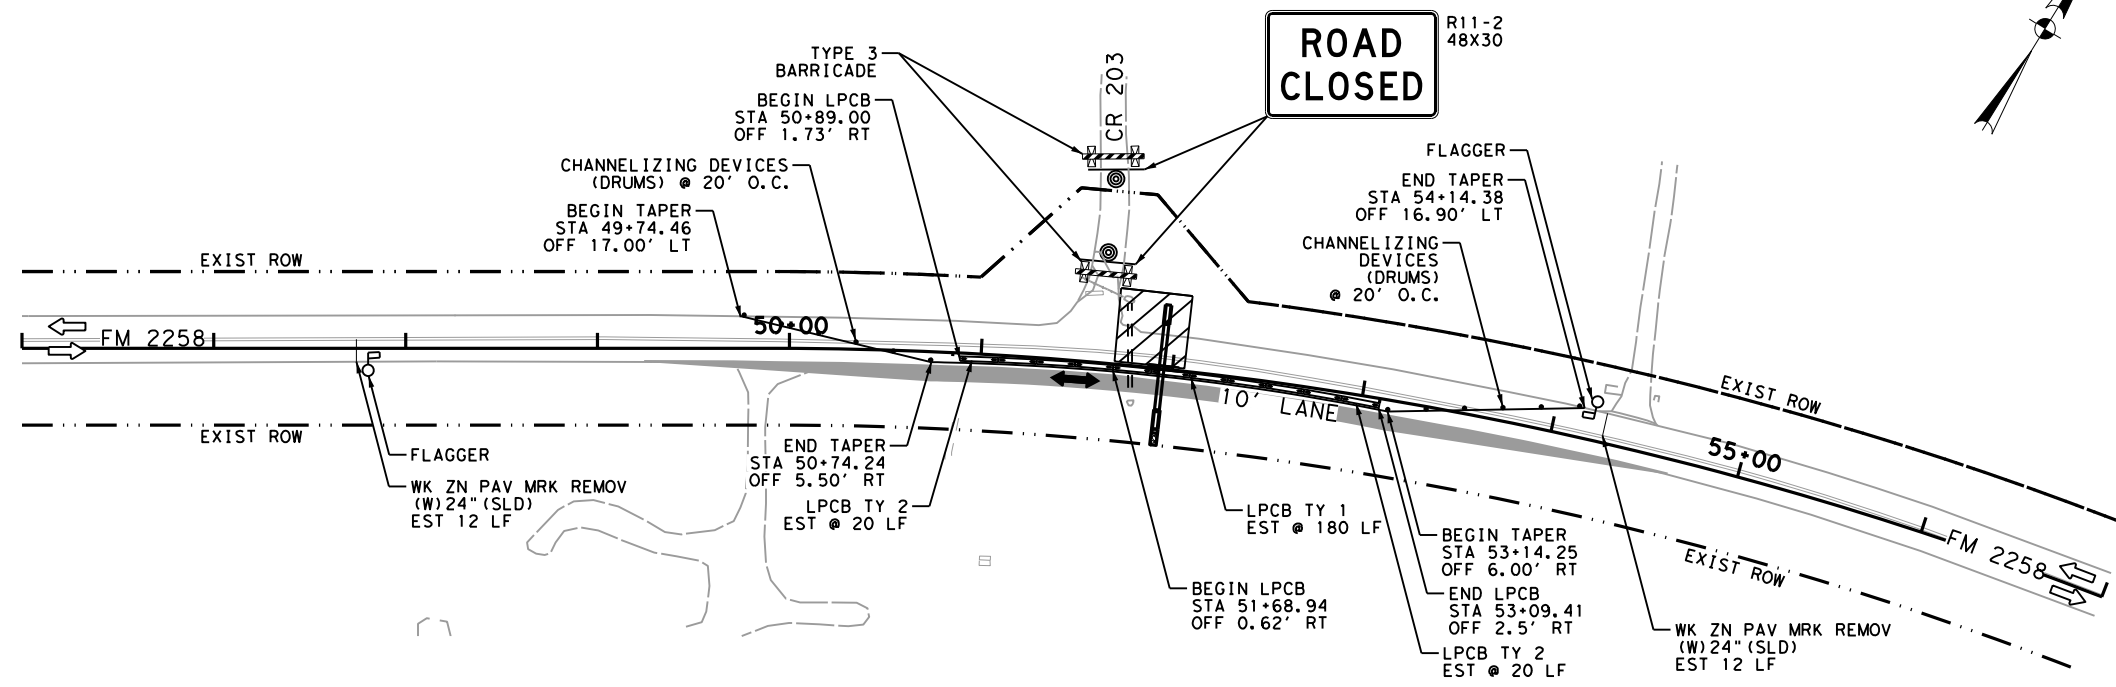 TYPE 3
BARRICADE
BEGIN LPCB
STA 50+89.00
OFF 1.73' RT
CHANNELIZING DEVICES
(DRUMS) @ 20' O.C.
BEGIN TAPER
STA 49+74.46
OFF 17.00' LT
EXIST ROW
CR 203
ROAD
CLOSED
R11-2
48X30
FLAGGER
END TAPER
STA 54+14.38
OFF 16.90' LT
CHANNELIZING
DEVICES
(DRUMS)
@ 20' O.C.
FM 2258
50+00
10' LANE
EXIST ROW
55+00
FM 2258
EXIST ROW
EXIST ROW
FLAGGER
WK ZN PAV MRK REMOV
(W)24"(SLD)
EST 12 LF
END TAPER
STA 50+74.24
OFF 5.50' RT
LPCB TY 2
EST @ 20 LF
LPCB TY 1
EST @ 180 LF
BEGIN LPCB
STA 51+68.94
OFF 0.62' RT
BEGIN TAPER
STA 53+14.25
OFF 6.00' RT
END LPCB
STA 53+09.41
OFF 2.5' RT
LPCB TY 2
EST @ 20 LF
WK ZN PAV MRK REMOV
(W)24"(SLD)
EST 12 LF